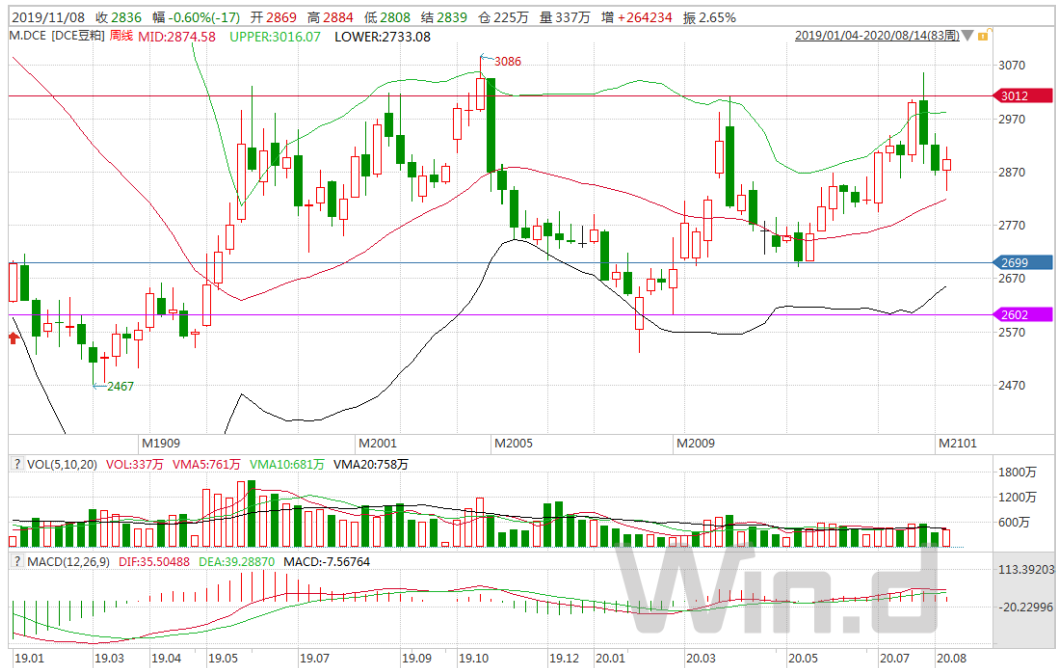 2019/11/08 收 2836 幅 -0.60%(-17) 开 2869 高 2884 低 2808 结 2839 仓 225万 量 337万 增 +264234 振 2.65%
M.DCE [DCE豆粕] 周线 MID:2874.58 UPPER:3016.07 LOWER:2733.08 2019/01/04-2020/08/14(83周)
3086
3070
3012
2970
2870
2770
2699
2670
2602
2570
2470
2467
M1909 M2001 M2005 M2009 M2101
? VOL(5,10,20) VOL:337万 VMA5:761万 VMA10:681万 VMA20:758万
1800万
1200万
600万
? MACD(12,26,9) DIF:35.50488 DEA:39.28870 MACD:-7.56764
113.39203
-20.22996
Win.d
19.01 19.03 19.04 19.05 19.07 19.09 19.10 19.12 20.01 20.03 20.05 20.07 20.08